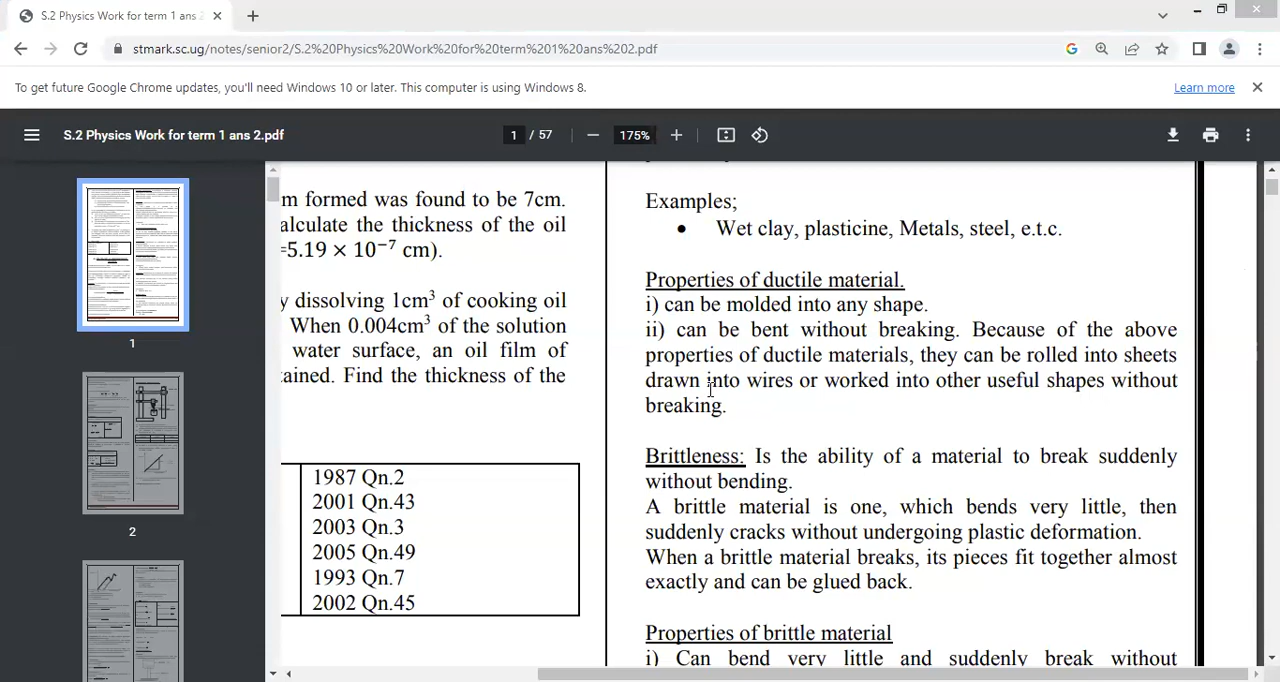 S.2 Physics Work for term 1 ans 2
stmark.sc.ug/notes/senior2/S.2%20Physics%20Work%20for%20term%201%20ans%202.pdf
To get future Google Chrome updates, you'll need Windows 10 or later. This computer is using Windows 8.
Learn more
S.2 Physics Work for term 1 ans 2.pdf
1 / 57
175%
1
2
m formed was found to be 7cm.
alculate the thickness of the oil
=5.19 × 10⁻⁷ cm).
y dissolving 1cm³ of cooking oil
When 0.004cm³ of the solution
water surface, an oil film of
ained. Find the thickness of the
1987 Qn.2
2001 Qn.43
2003 Qn.3
2005 Qn.49
1993 Qn.7
2002 Qn.45
Examples;
• Wet clay, plasticine, Metals, steel, e.t.c.
Properties of ductile material.
i) can be molded into any shape.
ii) can be bent without breaking. Because of the above
properties of ductile materials, they can be rolled into sheets
drawn into wires or worked into other useful shapes without
breaking.
Brittleness: Is the ability of a material to break suddenly
without bending.
A brittle material is one, which bends very little, then
suddenly cracks without undergoing plastic deformation.
When a brittle material breaks, its pieces fit together almost
exactly and can be glued back.
Properties of brittle material
i) Can bend very little and suddenly break without